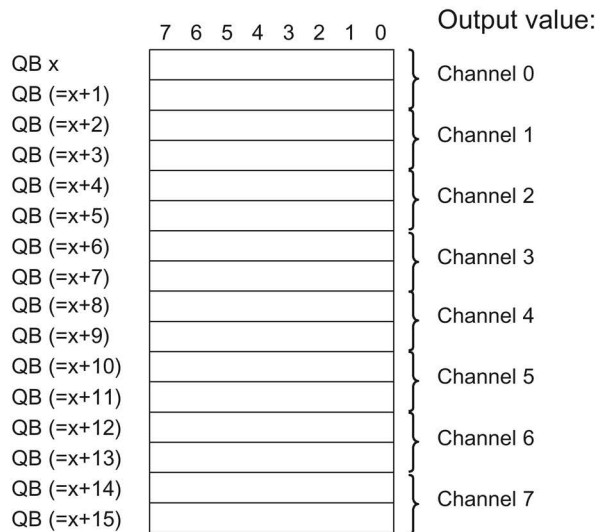 Output value:
7 6 5 4 3 2 1 0
QB x
Channel 0
QB (=x+1)
QB (=x+2)
Channel 1
QB (=x+3)
QB (=x+4)
Channel 2
QB (=x+5)
QB (=x+6)
Channel 3
QB (=x+7)
QB (=x+8)
Channel 4
QB (=x+9)
QB (=x+10)
Channel 5
QB (=x+11)
QB (=x+12)
Channel 6
QB (=x+13)
QB (=x+14)
Channel 7
QB (=x+15)